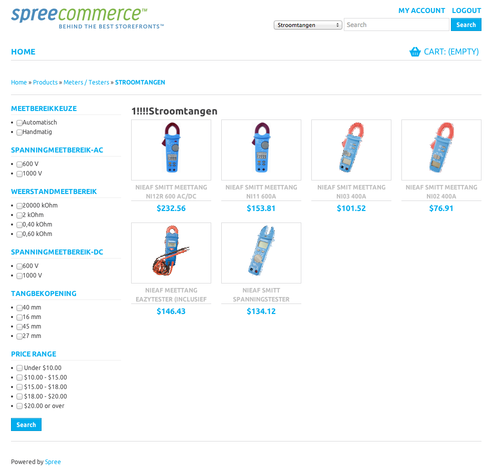 spreecommerce™
BEHIND THE BEST STOREFRONTS™
MY ACCOUNT LOGOUT
Stroomtangen Search Search
HOME
CART: (EMPTY)
Home » Products » Meters / Testers » STROOMTANGEN
MEETBEREIKKEUZE
Automatisch
Handmatig
SPANNINGMEETBEREIK-AC
600 V
1000 V
WEERSTANDMEETBEREIK
20000 kOhm
2 kOhm
0,40 kOhm
0,60 kOhm
SPANNINGMEETBEREIK-DC
600 V
1000 V
TANGBEKOPENING
40 mm
16 mm
45 mm
27 mm
PRICE RANGE
Under $10.00
$10.00 - $15.00
$15.00 - $18.00
$18.00 - $20.00
$20.00 or over
Search
1!!!!Stroomtangen
NIEAF SMITT MEETTANG
NI12R 600 AC/DC
$232.56
NIEAF SMITT MEETTANG
NI11 600A
$153.81
NIEAF SMIT MEETTANG
NI03 400A
$101.52
NIEAF SMITT MEETTANG
NI02 400A
$76.91
NIEAF MEETTANG
EAZYTESTER (INCLUSIEF
$146.43
NIEAF SMITT
SPANNINGSTESTER
$134.12
Powered by Spree